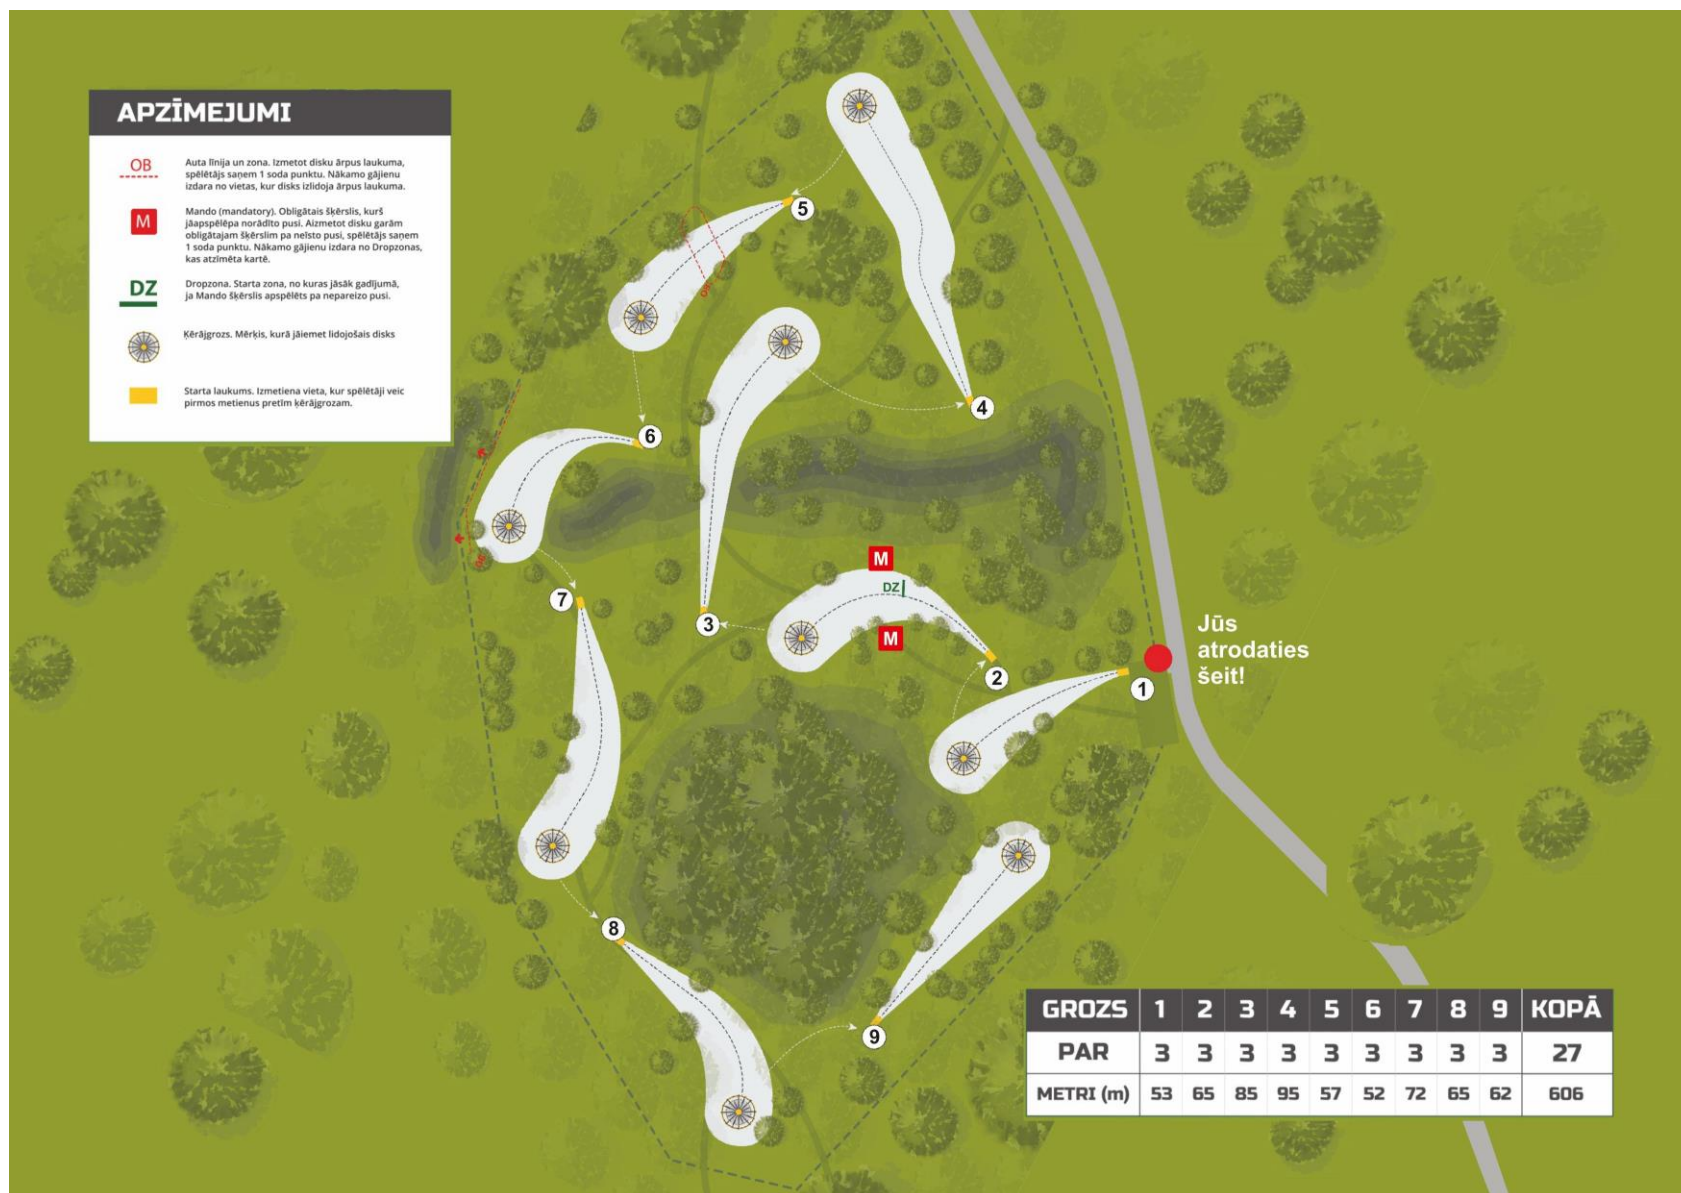 APZĪMEJUMI
OB
Auta līnija un zona. Izmetot disku ārpus laukuma,
spēlētājs saņem 1 soda punktu. Nākamo gājienu
izdara no vietas, kur disks izlidoja ārpus laukuma.
M
Mando (mandatory). Obligātais šķērslis, kurš
jāapspēlēpa norādīto pusi. Aizmetot disku garām
obligātajam šķērslim pa neīsto pusi, spēlētājs saņem
1 soda punktu. Nākamo gājienu izdara no Dropzonas,
kas atzīmēta kartē.
DZ
Dropzona. Starta zona, no kuras jāsāk gadījumā,
ja Mando šķērslis apspēlēts pa nepareizo pusi.
Ķērājgrozs. Mērķis, kurā jāiemet lidojošais disks
Starta laukums. Izmetiena vieta, kur spēlētāji veic
pirmos metienus pretīm ķērājgrozam.
5
OB
4
6
OB
M
DZ
7
3
M
2
1
Jūs
atrodaties
šeit!
8
9
GROZS 1 2 3 4 5 6 7 8 9 KOPĀ
PAR 3 3 3 3 3 3 3 3 3 27
METRI (m) 53 65 85 95 57 52 72 65 62 606